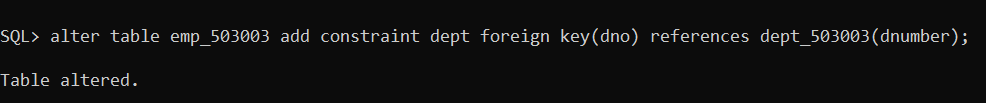 SQL> alter table emp_503003 add constraint dept foreign key(dno) references dept_503003(dnumber);
Table altered.